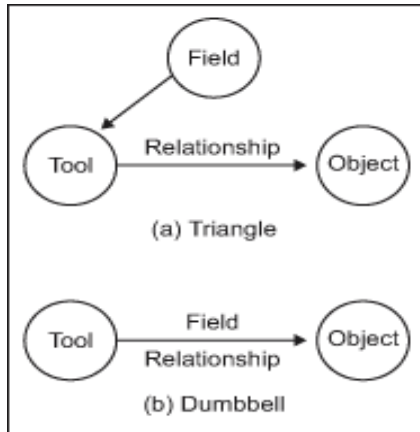 Field
Relationship
Tool
Object
(a) Triangle
Field
Tool
Object
Relationship
(b) Dumbbell